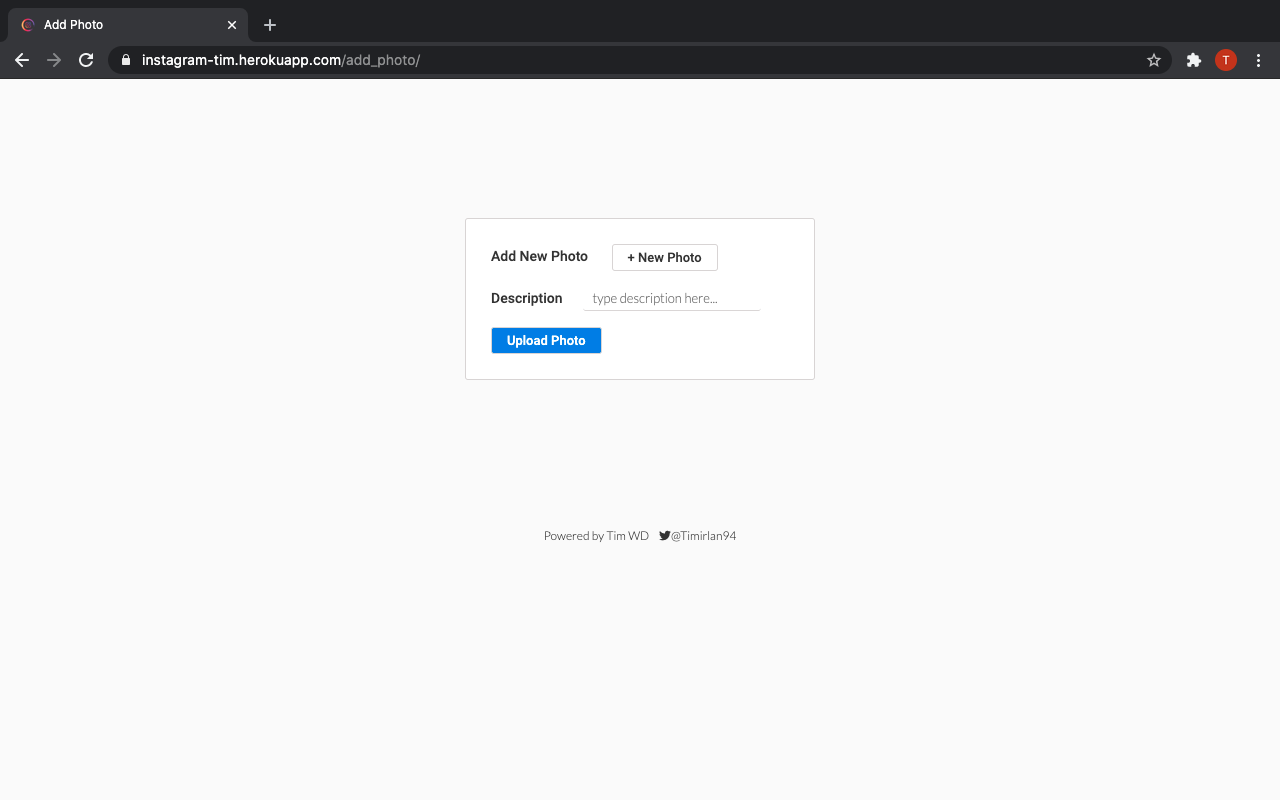 Add Photo
instagram-tim.herokuapp.com/add_photo/
T
Add New Photo + New Photo
Description type description here...
Upload Photo
Powered by Tim WD @Timirlan94